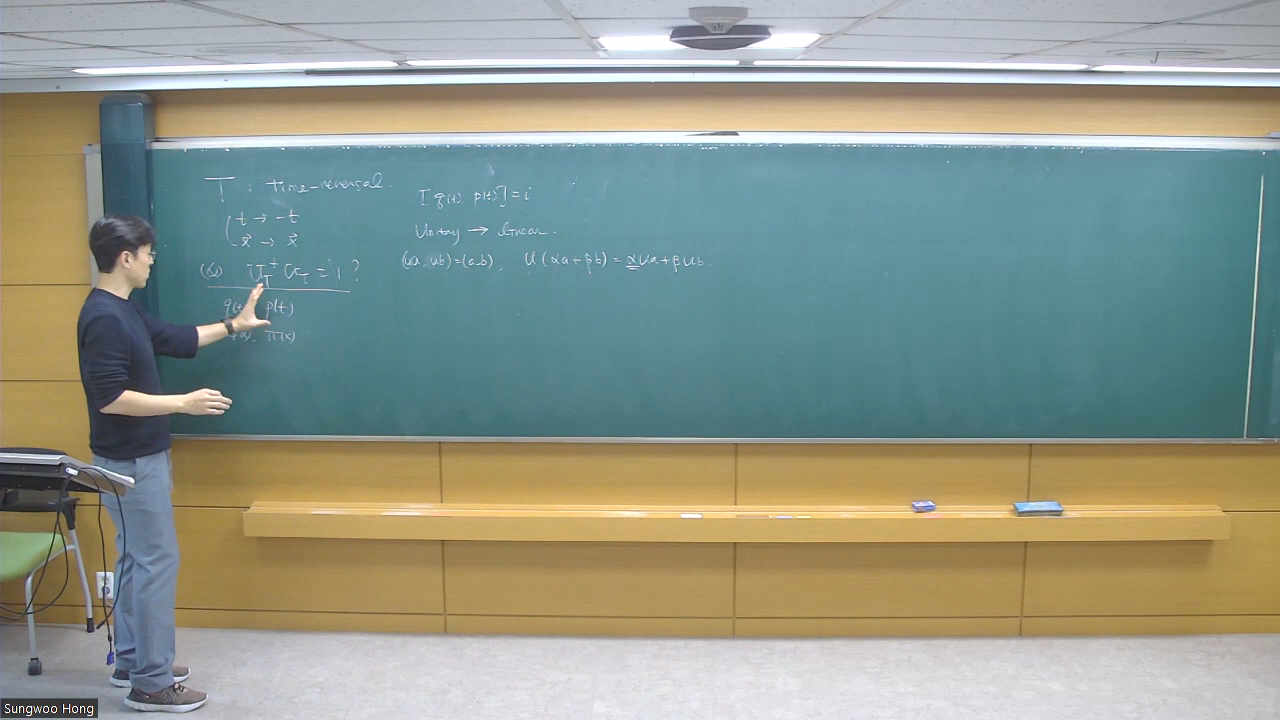 T : time-reversal.
t → -t
x⃗ → x⃗
(Q) U_T^† U_T = 1 ?
q(t) p(t)
π(x)
[q(t), p(t)] = i
Unitary → linear.
(Ua, Ub) = (a,b), U(αa+βb) = αUa+βUb.
Sungwoo Hong